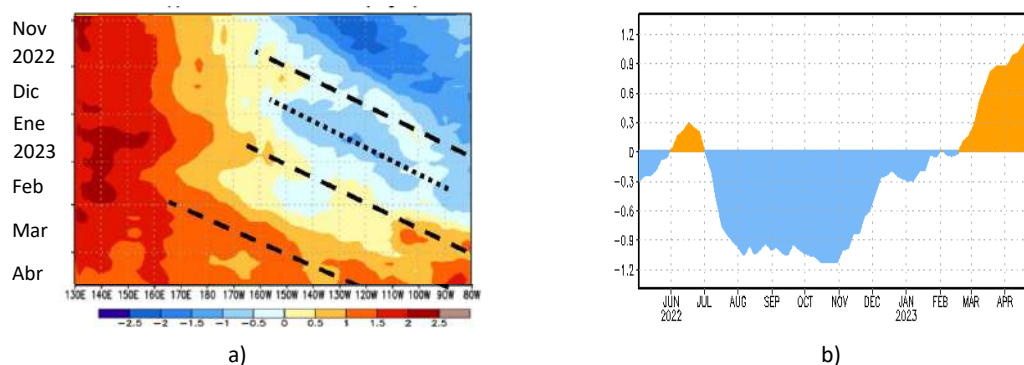 Nov
2022
Dic
Ene
2023
Feb
Mar
Abr
130E 140E 150E 160E 170E 180 170W 160W 150W 140W 130W 120W 110W 100W 90W 80W
-2.5 -2 -1.5 -1 -0.5 0 0.5 1 1.5 2 2.5
a)
1.2
0.9
0.6
0.3
0
-0.3
-0.6
-0.9
-1.2
JUN JUL AUG SEP OCT NOV DEC JAN FEB MAR APR
2022 2023
b)